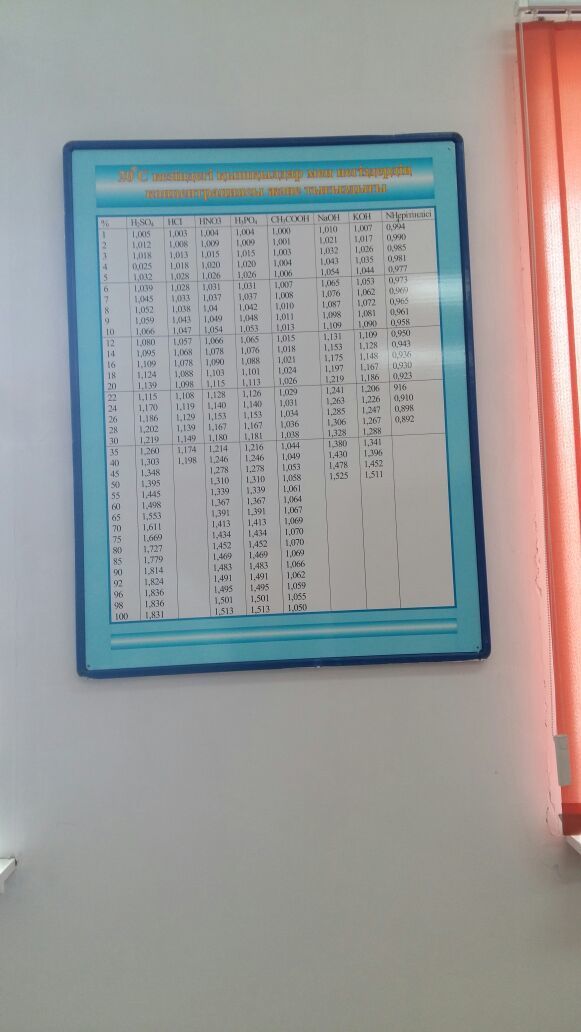 20°С кезіндегі қышқылдар мен негіздердің
концентрациясы және тығыздығы
% H₂SO₄ HCl HNO3 H₃PO₄ CH₃COOH NaOH KOH NH₃ерітіндісі
1 1,005 1,003 1,004 1,004 1,000 1,010 1,007 0,994
2 1,012 1,008 1,009 1,009 1,001 1,021 1,017 0,990
3 1,018 1,013 1,015 1,015 1,003 1,032 1,026 0,985
4 0,025 1,018 1,020 1,020 1,004 1,043 1,035 0,981
5 1,032 1,028 1,026 1,026 1,006 1,054 1,044 0,977
6 1,039 1,028 1,031 1,031 1,007 1,065 1,053 0,973
7 1,045 1,033 1,037 1,037 1,008 1,076 1,062 0,969
8 1,052 1,038 1,04 1,042 1,010 1,087 1,072 0,965
9 1,059 1,043 1,049 1,048 1,011 1,098 1,081 0,961
10 1,066 1,047 1,054 1,053 1,013 1,109 1,090 0,958
12 1,080 1,057 1,066 1,065 1,015 1,131 1,109 0,950
14 1,095 1,068 1,078 1,076 1,018 1,153 1,128 0,943
16 1,109 1,078 1,090 1,088 1,021 1,175 1,148 0,936
18 1,124 1,088 1,103 1,101 1,024 1,197 1,167 0,930
20 1,139 1,098 1,115 1,113 1,026 1,219 1,186 0,923
22 1,115 1,108 1,128 1,126 1,029 1,241 1,206 916
24 1,170 1,119 1,140 1,140 1,031 1,263 1,226 0,910
26 1,186 1,129 1,153 1,153 1,034 1,285 1,247 0,898
28 1,202 1,139 1,167 1,167 1,036 1,306 1,267 0,892
30 1,219 1,149 1,180 1,181 1,038 1,328 1,288
35 1,260 1,174 1,214 1,216 1,044 1,380 1,341
40 1,303 1,198 1,246 1,246 1,049 1,430 1,396
45 1,348 1,278 1,278 1,053 1,478 1,452
50 1,395 1,310 1,310 1,058 1,525 1,511
55 1,445 1,339 1,339 1,061
60 1,498 1,367 1,367 1,064
65 1,553 1,391 1,391 1,067
70 1,611 1,413 1,413 1,069
75 1,669 1,434 1,434 1,070
80 1,727 1,452 1,452 1,070
85 1,779 1,469 1,469 1,069
90 1,814 1,483 1,483 1,066
92 1,824 1,491 1,491 1,062
96 1,836 1,495 1,495 1,059
98 1,836 1,501 1,501 1,055
100 1,831 1,513 1,513 1,050